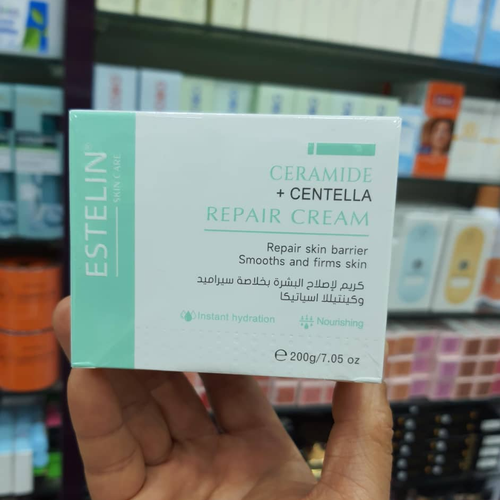 ESTELIN
SKIN CARE
CERAMIDE
+ CENTELLA
REPAIR CREAM
Repair skin barrier
Smooths and firms skin
كريم لإصلاح البشرة بخلاصة سيراميد
وكينتيللا اسياتيكا
Instant hydration
Nourishing
℮ 200g/7.05 oz